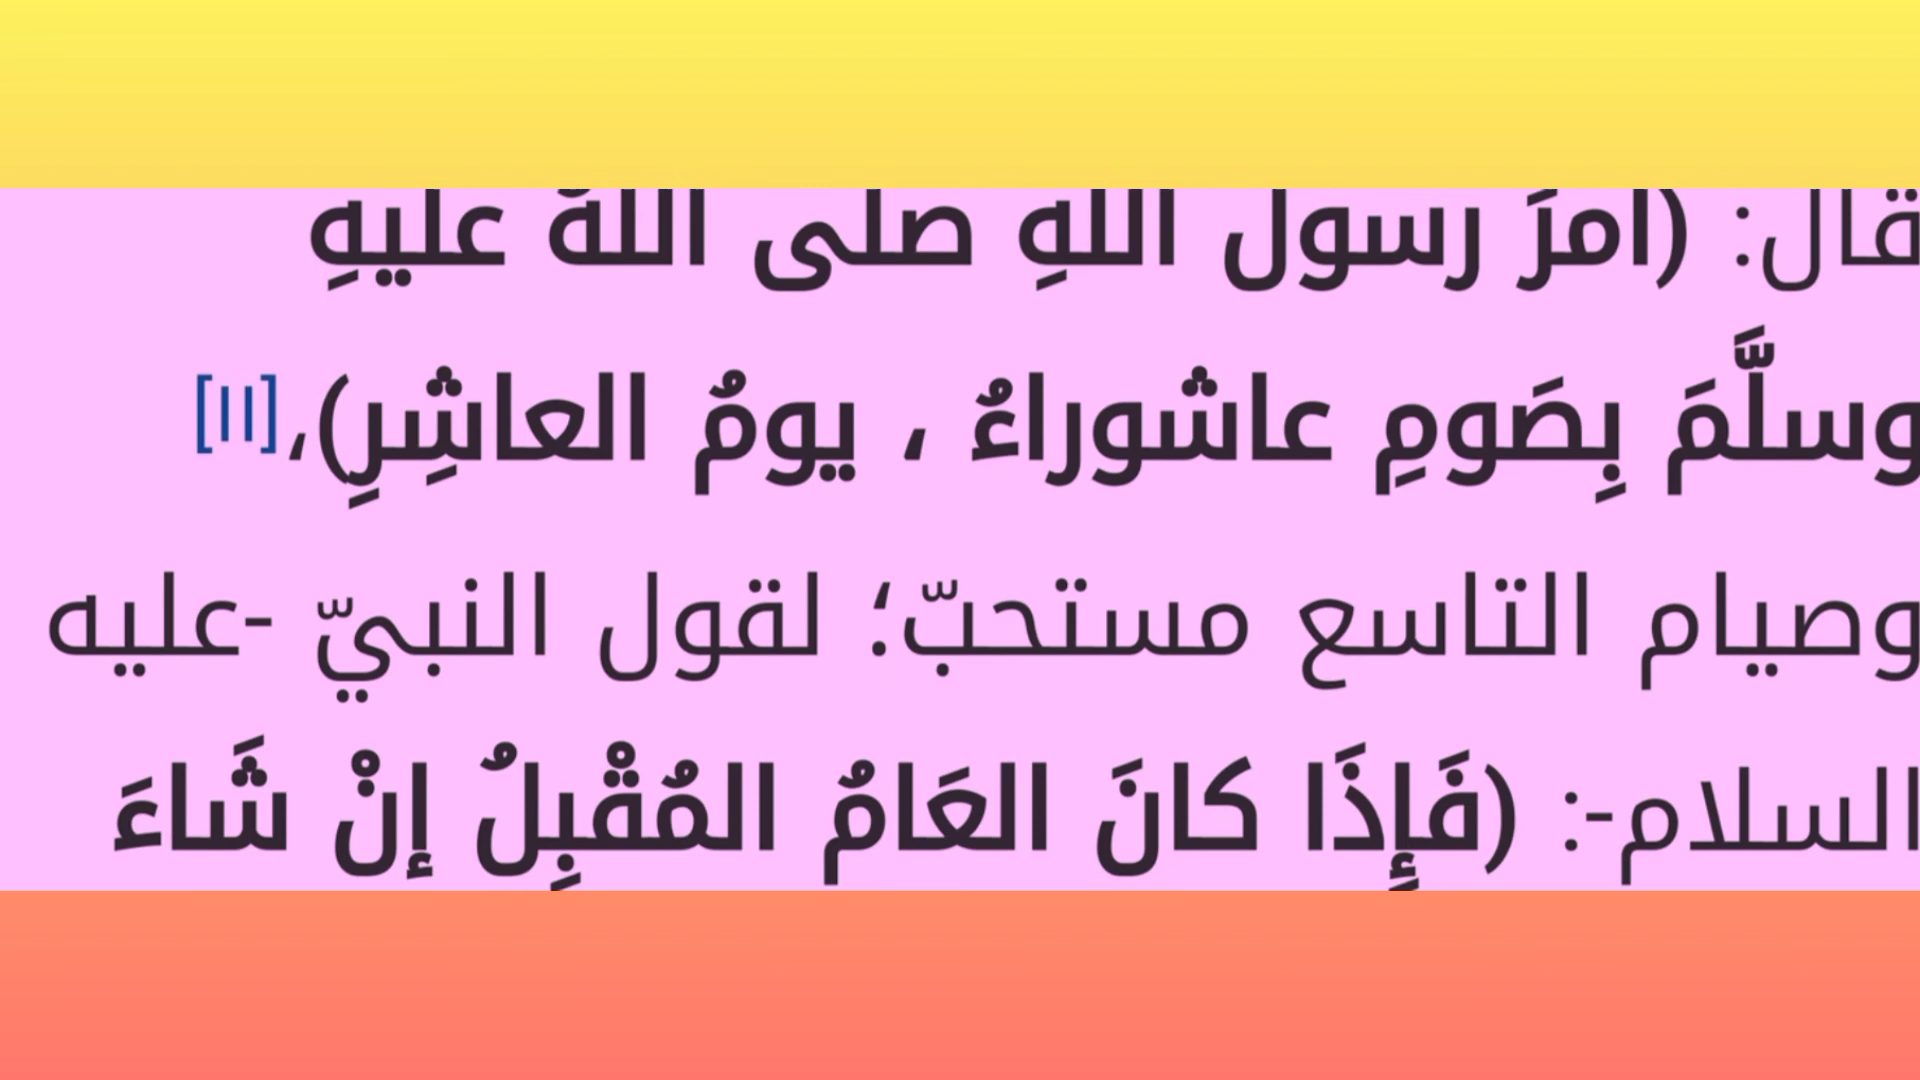 قال: (أمرَ رسول اللهِ صلى اللهُ عليهِ
وسلَّمَ بِصَومِ عاشوراءُ ، يومُ العاشِرِ)،[١١]
وصيام التاسع مستحبّ؛ لقول النبيّ -عليه
السلام-: (فَإِذَا كانَ العَامُ المُقْبِلُ إنْ شَاءَ